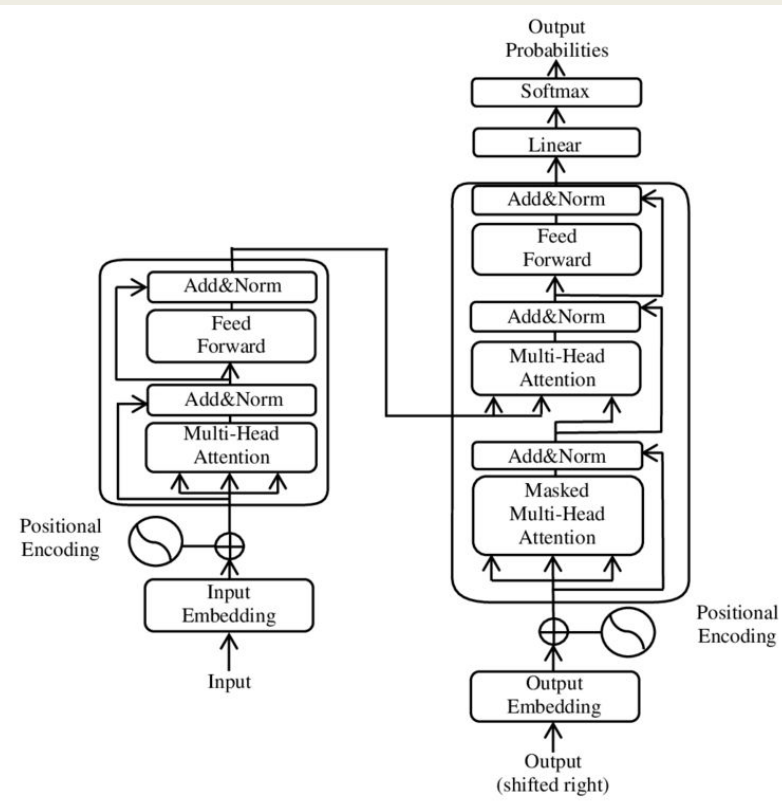 Output
Probabilities
Softmax
Linear
Add&Norm
Feed
Forward
Add&Norm
Multi-Head
Attention
Add&Norm
Masked
Multi-Head
Attention
Positional
Encoding
Output
Embedding
Output
(shifted right)
Add&Norm
Feed
Forward
Add&Norm
Multi-Head
Attention
Positional
Encoding
Input
Embedding
Input